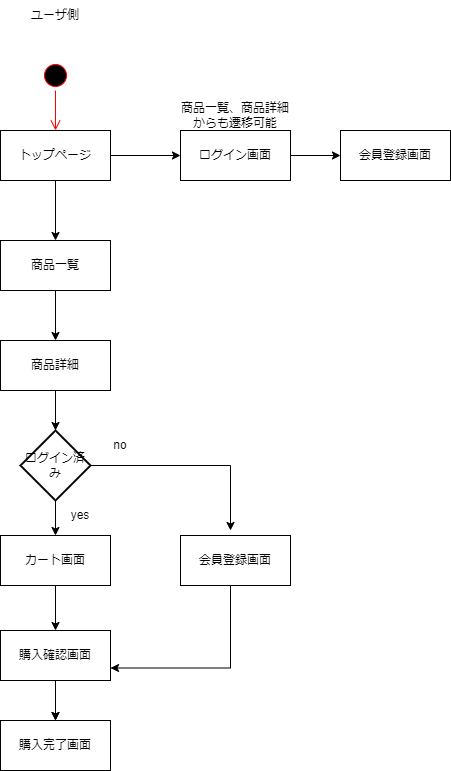 ユーザ側
商品一覧、商品詳細
からも遷移可能
トップページ
ログイン画面
会員登録画面
商品一覧
商品詳細
ログイン済
み
no
yes
カート画面
会員登録画面
購入確認画面
購入完了画面